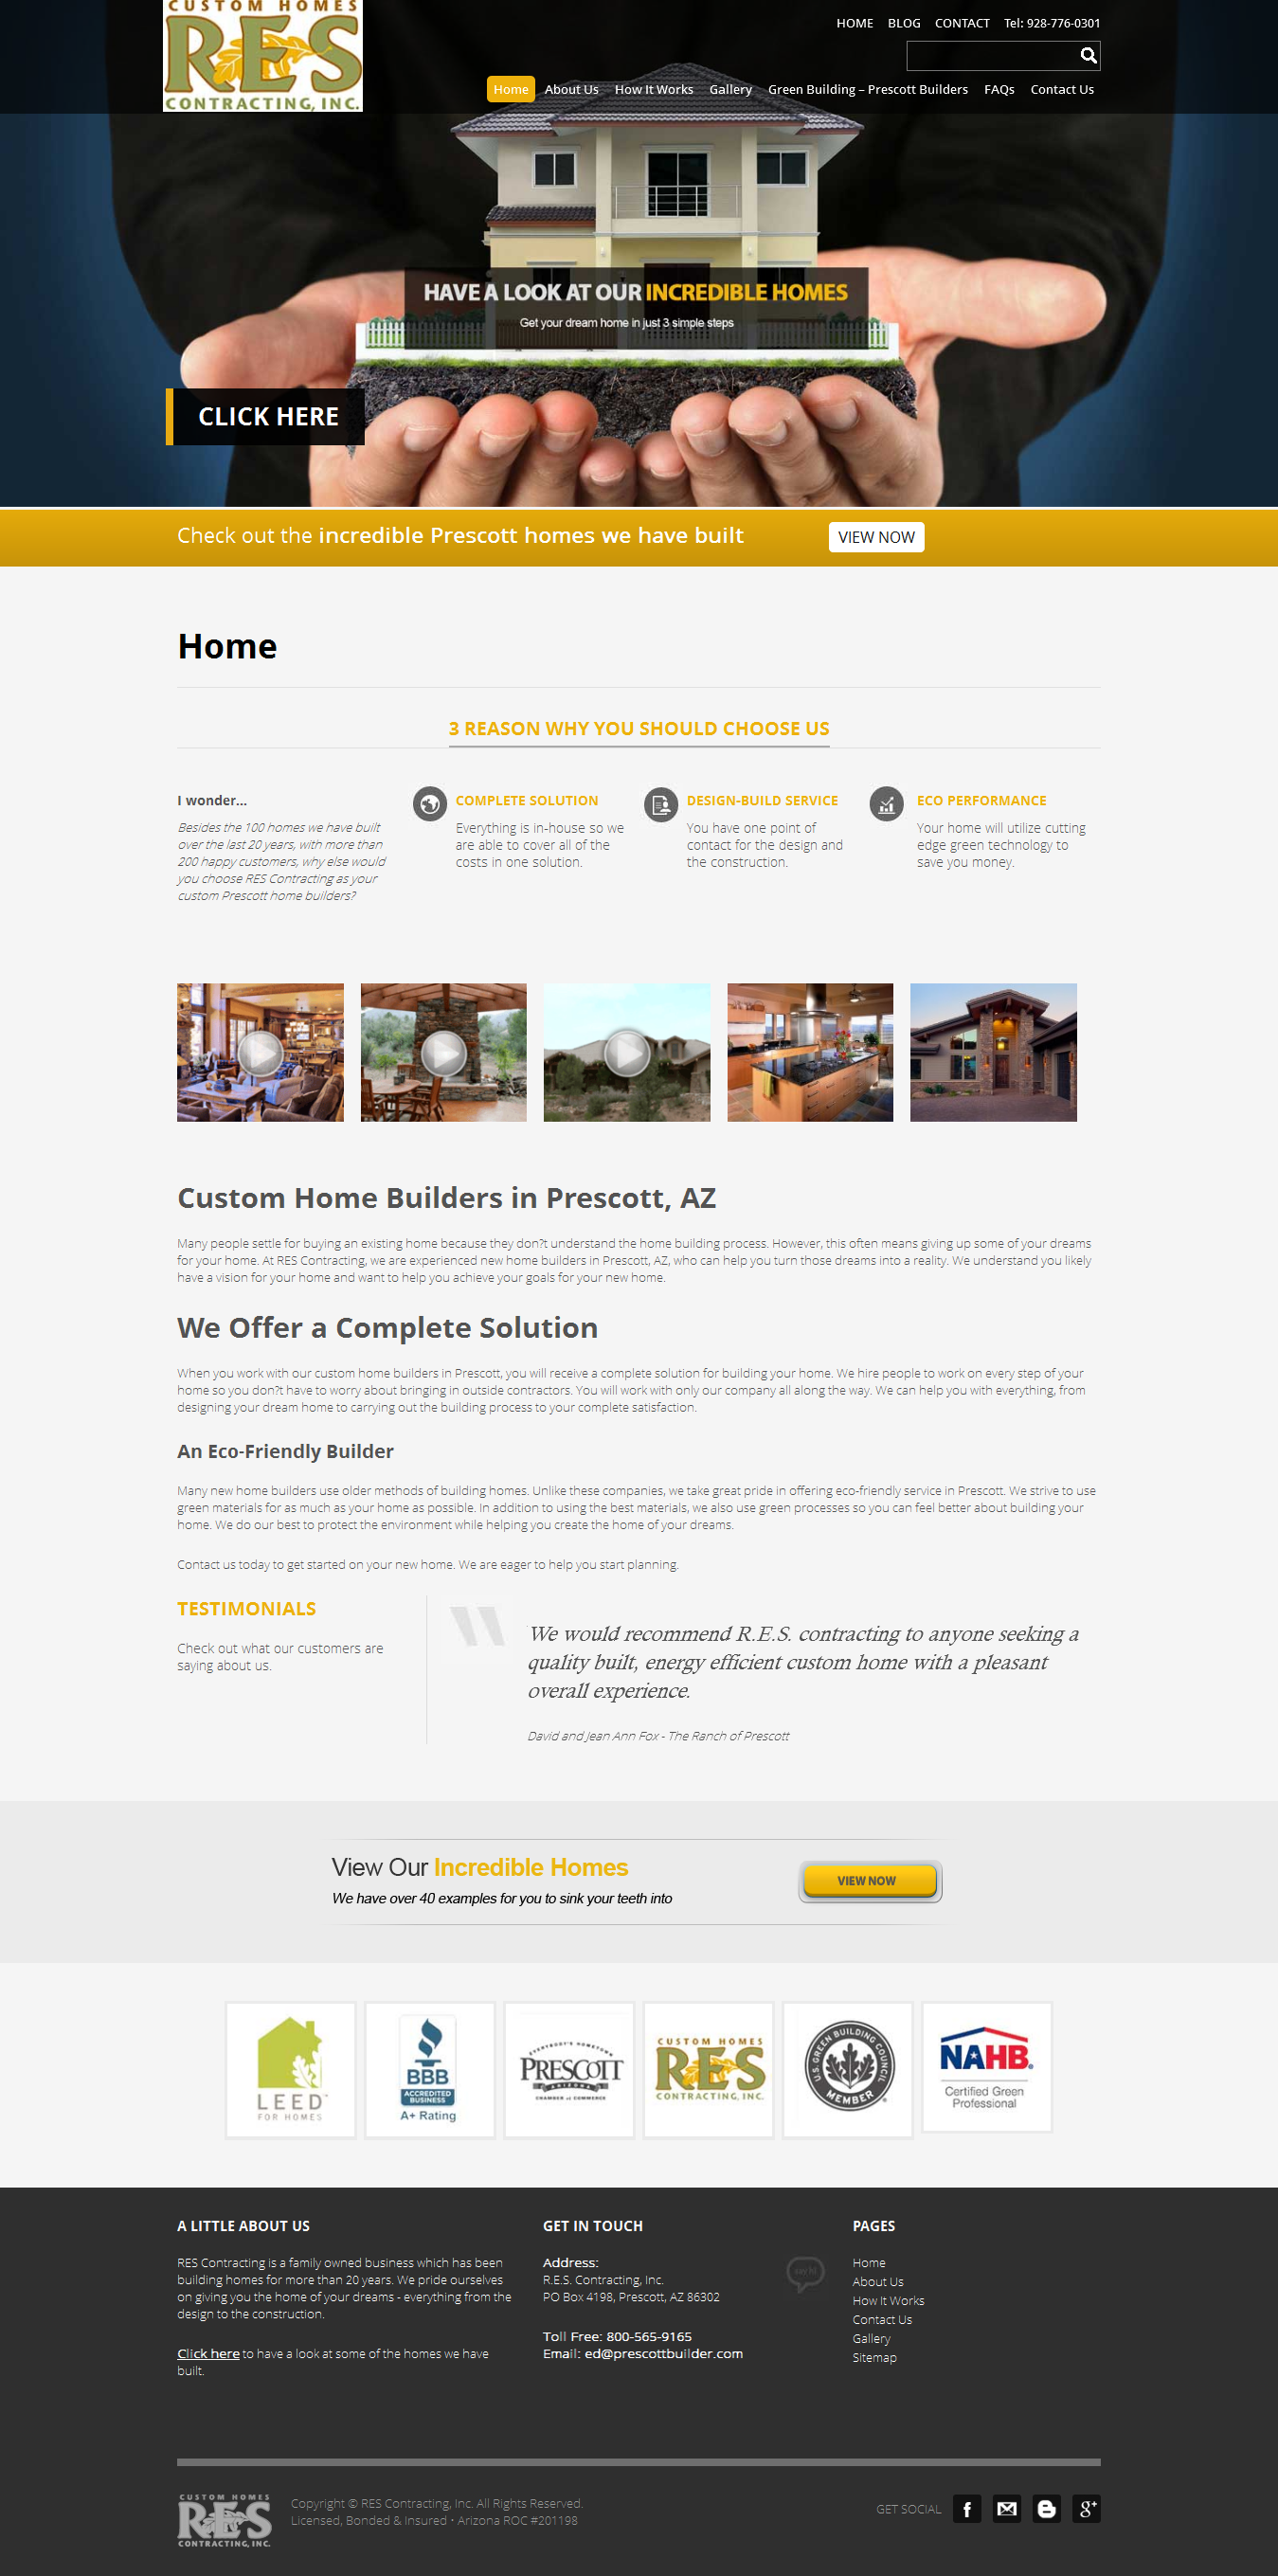 CUSTOM HOMES
RES
CONTRACTING, INC.
HOME BLOG CONTACT Tel: 928-776-0301
Home About Us How It Works Gallery Green Building – Prescott Builders FAQs Contact Us
HAVE A LOOK AT OUR INCREDIBLE HOMES
Get your dream home in just 3 simple steps
CLICK HERE
Check out the incredible Prescott homes we have built
VIEW NOW
Home
3 REASON WHY YOU SHOULD CHOOSE US
I wonder...
Besides the 100 homes we have built
over the last 20 years, with more than
200 happy customers, why else would
you choose RES Contracting as your
custom Prescott home builders?
COMPLETE SOLUTION
Everything is in-house so we
are able to cover all of the
costs in one solution.
DESIGN-BUILD SERVICE
You have one point of
contact for the design and
the construction.
ECO PERFORMANCE
Your home will utilize cutting
edge green technology to
save you money.
Custom Home Builders in Prescott, AZ
Many people settle for buying an existing home because they don?t understand the home building process. However, this often means giving up some of your dreams
for your home. At RES Contracting, we are experienced new home builders in Prescott, AZ, who can help you turn those dreams into a reality. We understand you likely
have a vision for your home and want to help you achieve your goals for your new home.
We Offer a Complete Solution
When you work with our custom home builders in Prescott, you will receive a complete solution for building your home. We hire people to work on every step of your
home so you don?t have to worry about bringing in outside contractors. You will work with only our company all along the way. We can help you with everything, from
designing your dream home to carrying out the building process to your complete satisfaction.
An Eco-Friendly Builder
Many new home builders use older methods of building homes. Unlike these companies, we take great pride in offering eco-friendly service in Prescott. We strive to use
green materials for as much as your home as possible. In addition to using the best materials, we also use green processes so you can feel better about building your
home. We do our best to protect the environment while helping you create the home of your dreams.
Contact us today to get started on your new home. We are eager to help you start planning.
TESTIMONIALS
Check out what our customers are
saying about us.
We would recommend R.E.S. contracting to anyone seeking a
quality built, energy efficient custom home with a pleasant
overall experience.
David and Jean Ann Fox - The Ranch of Prescott
View Our Incredible Homes
We have over 40 examples for you to sink your teeth into
VIEW NOW
LEED™
FOR HOMES
BBB
ACCREDITED
BUSINESS
A+ Rating
EVERYBODY'S HOMETOWN
PRESCOTT
ARIZONA
CHAMBER of COMMERCE
CUSTOM HOMES
RES
CONTRACTING, INC.
U.S. GREEN BUILDING COUNCIL
MEMBER
NAHB
Certified Green
Professional
A LITTLE ABOUT US
RES Contracting is a family owned business which has been
building homes for more than 20 years. We pride ourselves
on giving you the home of your dreams - everything from the
design to the construction.
Click here to have a look at some of the homes we have
built.
GET IN TOUCH
Address:
R.E.S. Contracting, Inc.
PO Box 4198, Prescott, AZ 86302
Toll Free: 800-565-9165
Email: ed@prescottbuilder.com
say hi
PAGES
Home
About Us
How It Works
Contact Us
Gallery
Sitemap
CUSTOM HOMES
RES
CONTRACTING, INC.
Copyright © RES Contracting, Inc. All Rights Reserved.
Licensed, Bonded & Insured • Arizona ROC #201198
GET SOCIAL